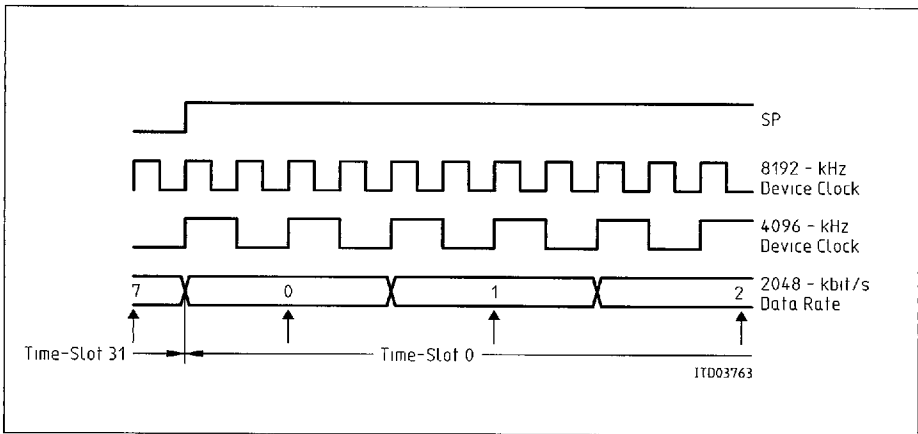 SP
8192 - kHz
Device Clock
4096 - kHz
Device Clock
7 0 1 2 2048 - kbit/s
Data Rate
Time-Slot 31 Time-Slot 0
ITD03763